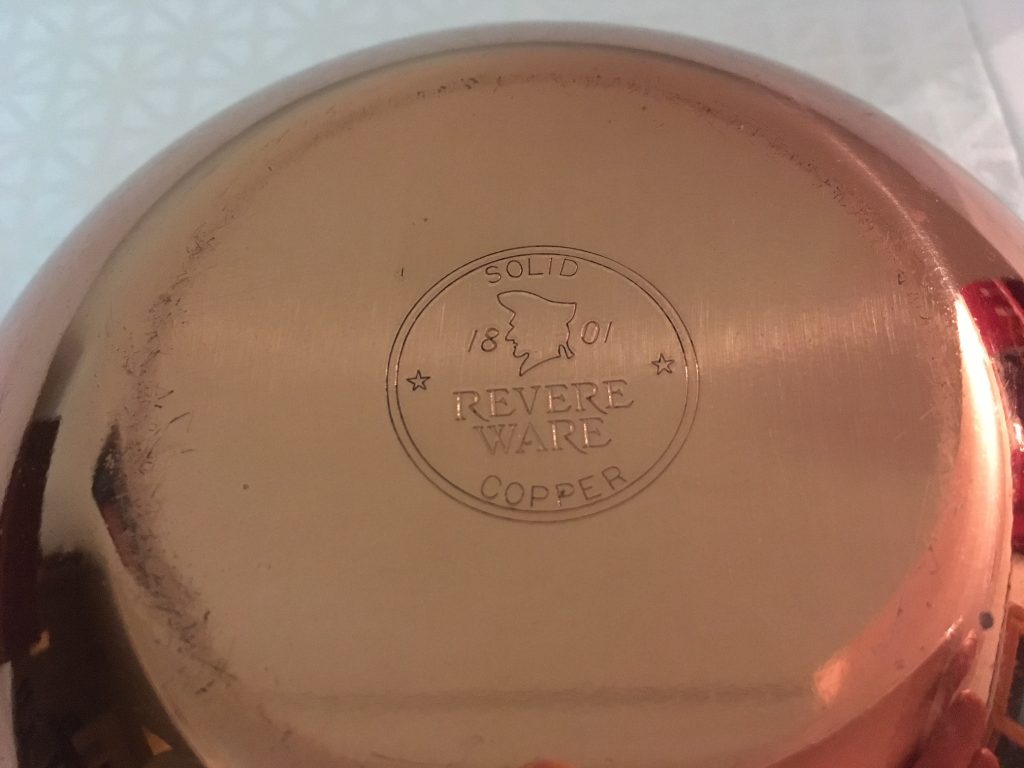 SOLID
18 01
REVERE
WARE
COPPER